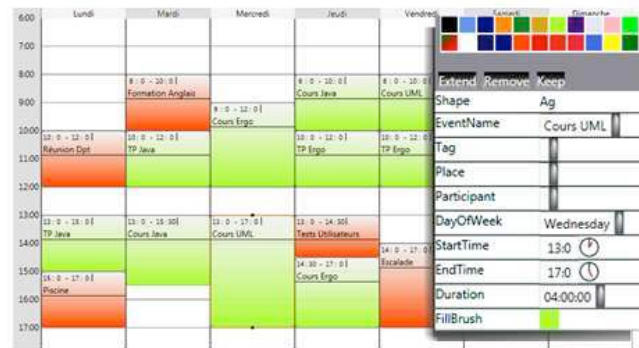 Lundi
Mardi
Mercredi
Jeudi
Vendred
Dimanche
6:00
7:00
8:00
9:00
10:00
11:00
12:00
13:00
14:00
15:00
16:00
17:00
8:0 - 10:0
Formation Anglais
8:0 - 10:0
Cours Java
8:0 - 10:0
Cours UML
9:0 - 12:0
Cours Ergo
10:0 - 12:0
Réunion Dpt
10:0 - 12:0
TP Java
10:0 - 12:0
TP Ergo
10:0 - 12:0
TP Ergo
13:0 - 15:0
TP Java
13:0 - 15:30
Cours Java
13:0 - 17:0
Cours UML
13:0 - 14:30
Tests Utilisateurs
14:0 - 17:0
Escalade
14:30 - 17:0
Cours Ergo
15:0 - 17:0
Piscine
Extend Remove Keep
Shape Ag
EventName Cours UML
Tag
Place
Participant
DayOfWeek Wednesday
StartTime 13:0
EndTime 17:0
Duration 04:00:00
FillBrush